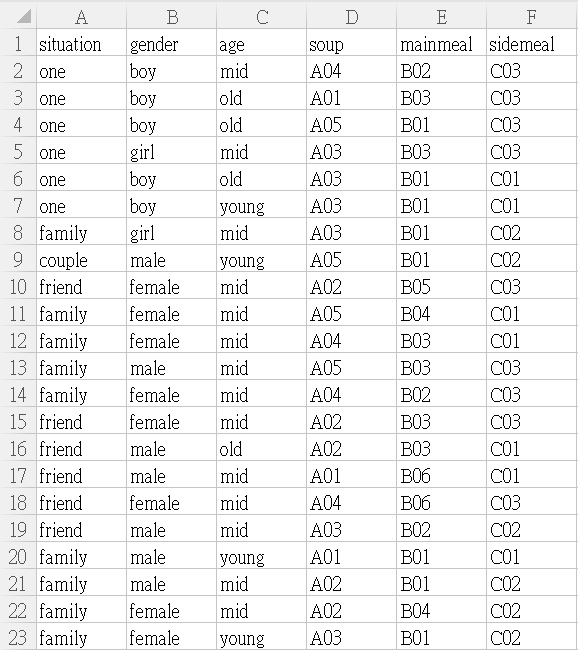 A B C D E F
1 situation gender age soup mainmeal sidemeal
2 one boy mid A04 B02 C03
3 one boy old A01 B03 C03
4 one boy old A05 B01 C03
5 one girl mid A03 B03 C03
6 one boy old A03 B01 C01
7 one boy young A03 B01 C01
8 family girl mid A03 B01 C02
9 couple male young A05 B01 C02
10 friend female mid A02 B05 C03
11 family female mid A05 B04 C01
12 family female mid A04 B03 C01
13 family male mid A05 B03 C03
14 family female mid A04 B02 C03
15 friend female mid A02 B03 C03
16 friend male old A02 B03 C01
17 friend male mid A01 B06 C01
18 friend female mid A04 B06 C03
19 friend male mid A03 B02 C02
20 family male young A01 B01 C01
21 family male mid A02 B01 C02
22 family female mid A02 B04 C02
23 family female young A03 B01 C02